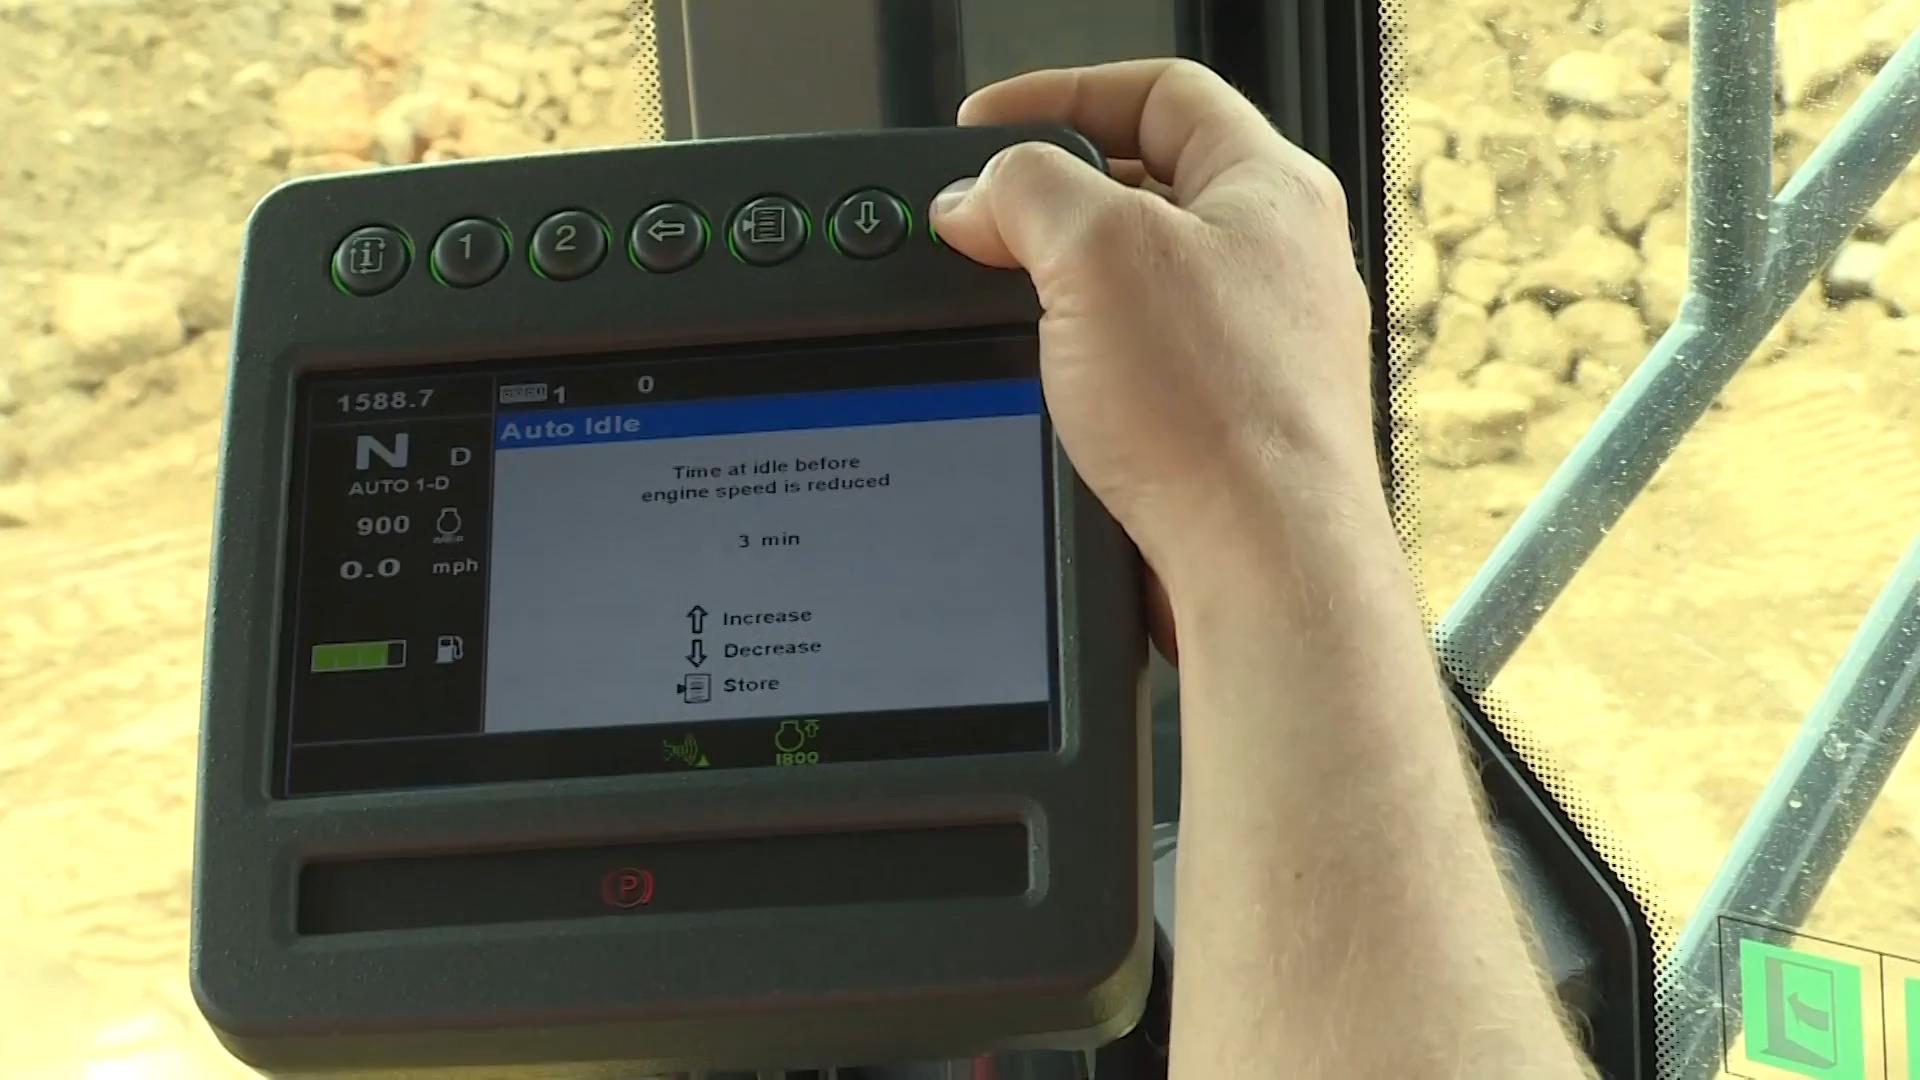 1 2
1588.7
1 0
N D
AUTO 1-D
900
0.0 mph
Auto Idle
Time at idle before
engine speed is reduced
3 min
Increase
Decrease
Store
1800
P